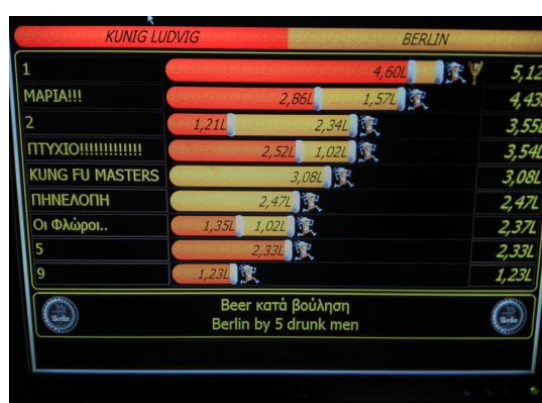 KUNIG LUDVIG BERLIN
1 4,60L 5,12
ΜΑΡΙΑ!!! 2,86L 1,57L 4,43
2 1,21L 2,34L 3,55L
ΠΤΥΧΙΟ!!!!!!!!!!!!! 2,52L 1,02L 3,54L
KUNG FU MASTERS 3,08L 3,08L
ΠΗΝΕΛΟΠΗ 2,47L 2,47L
Οι Φλώροι.. 1,35L 1,02L 2,37L
5 2,33L 2,33L
9 1,23L 1,23L
Beer κατά βούληση
Berlin by 5 drunk men